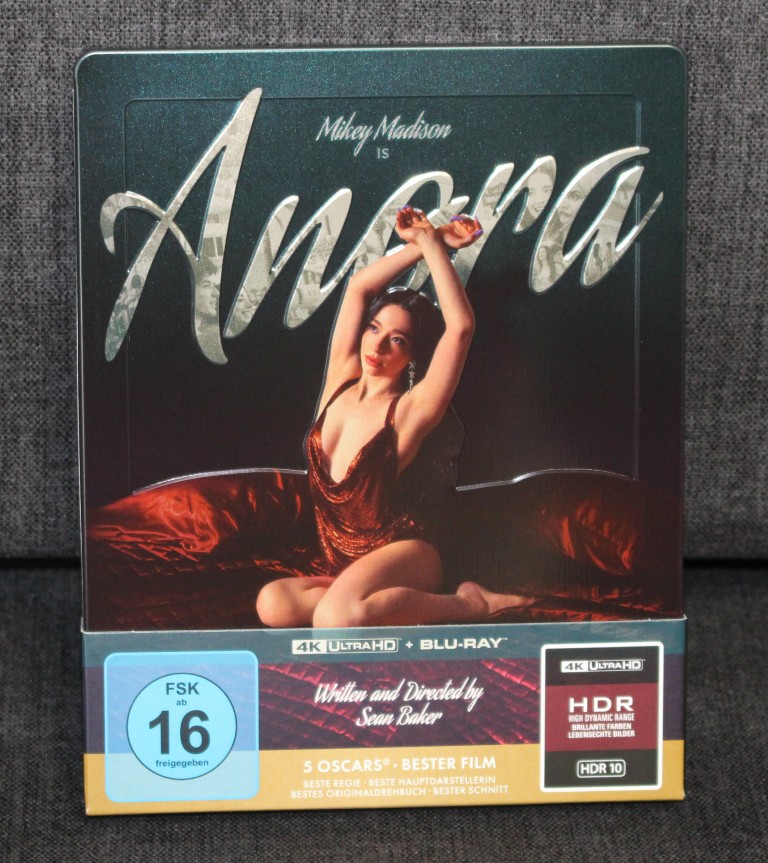 Mikey Madison
IS
Anora
4K ULTRA HD + BLU-RAY™
FSK
ab
16
freigegeben
Written and Directed by
Sean Baker
5 OSCARS® · BESTER FILM
BESTE REGIE · BESTE HAUPTDARSTELLERIN
BESTES ORIGINALDREHBUCH · BESTER SCHNITT
4K ULTRA HD
HDR
HIGH DYNAMIC RANGE
BRILLANTE FARBEN
LEBENSECHTE BILDER
HDR 10